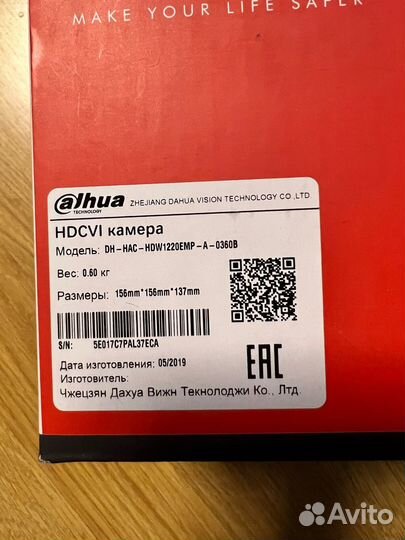 MAKE YOUR LIFE SAFER
alhua
TECHNOLOGY
ZHEJIANG DAHUA VISION TECHNOLOGY CO.,LTD.
HDCVI камера
Модель: DH-HAC-HDW1220EMP-A-0360B
Вес: 0.60 кг
Размеры: 156mm*156mm*137mm
S/N: 5E017C7PAL37ECA
Дата изготовления: 05/2019
Изготовитель:
Чжецзян Дахуа Вижн Текнолоджи Ко., Лтд.
EAC
Avito